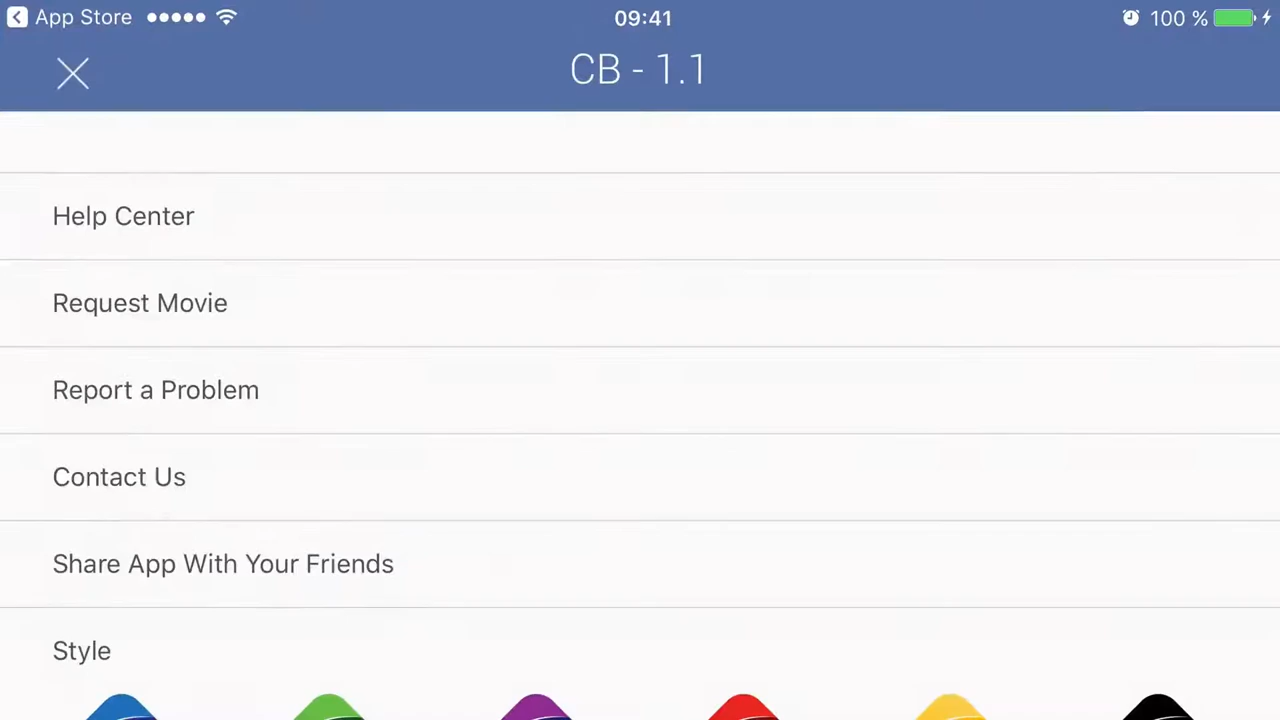 App Store 09:41 100 %
CB - 1.1
Help Center
Request Movie
Report a Problem
Contact Us
Share App With Your Friends
Style